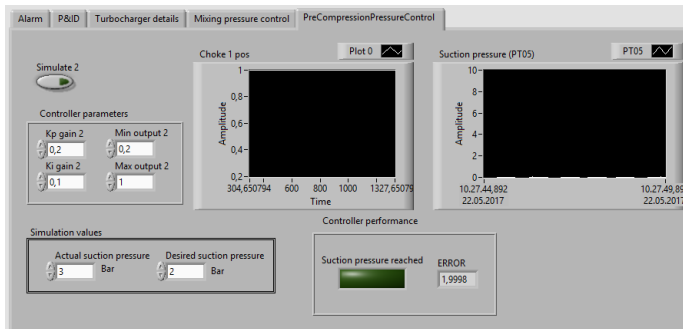 Alarm P&ID Turbocharger details Mixing pressure control PreCompressionPressureControl
Simulate 2
Choke 1 pos Plot 0
Amplitude
1
0,8
0,6
0,4
0,2
304,650794 600 800 1000 1327,65079
Time
Suction pressure (PT05) PT05
Amplitude
10
8
6
4
2
0
10.27.44,892 10.27.49,89
22.05.2017 22.05.2017
Controller parameters
Kp gain 2 Min output 2
0,2 0,2
Ki gain 2 Max output 2
0,1 1
Simulation values
Actual suction pressure Desired suction pressure
3 Bar 2 Bar
Controller performance
Suction pressure reached ERROR
1,9998